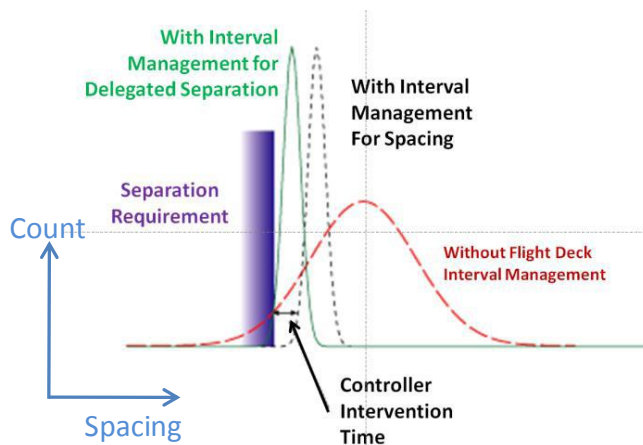 With Interval
Management for
Delegated Separation
With Interval
Management
For Spacing
Separation
Requirement
Count
Without Flight Deck
Interval Management
Controller
Intervention
Time
Spacing